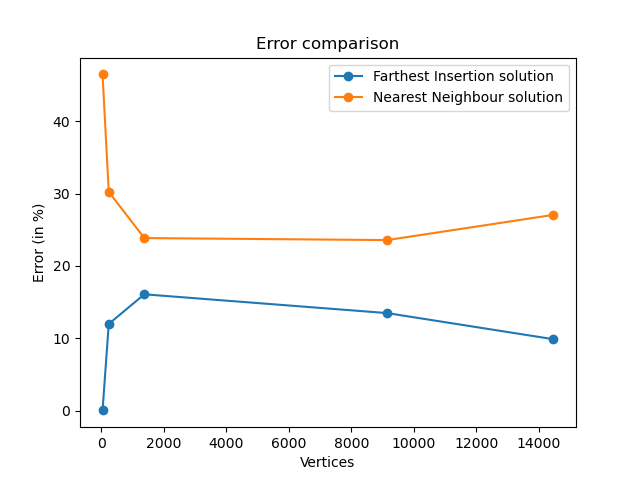 Error comparison
Farthest Insertion solution
Nearest Neighbour solution
Error (in %)
40
30
20
10
0
0 2000 4000 6000 8000 10000 12000 14000
Vertices